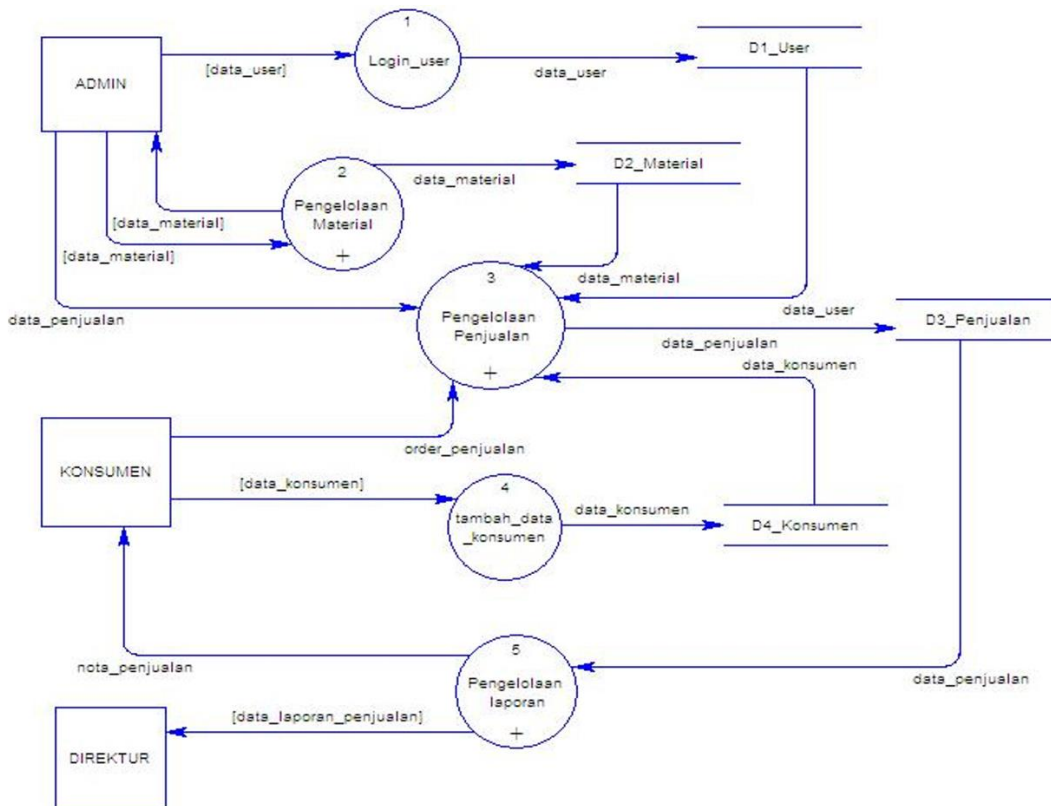 1
Login_user
D1_User
[data_user]
data_user
ADMIN
2
Pengelolaan
Material
+
data_material
D2_Material
[data_material]
[data_material]
data_material
3
Pengelolaan
Penjualan
+
data_penjualan
data_user
D3_Penjualan
data_penjualan
data_konsumen
KONSUMEN
order_penjualan
[data_konsumen]
4
tambah_data
_konsumen
data_konsumen
D4_Konsumen
nota_penjualan
5
Pengelolaan
laporan
+
data_penjualan
[data_laporan_penjualan]
DIREKTUR